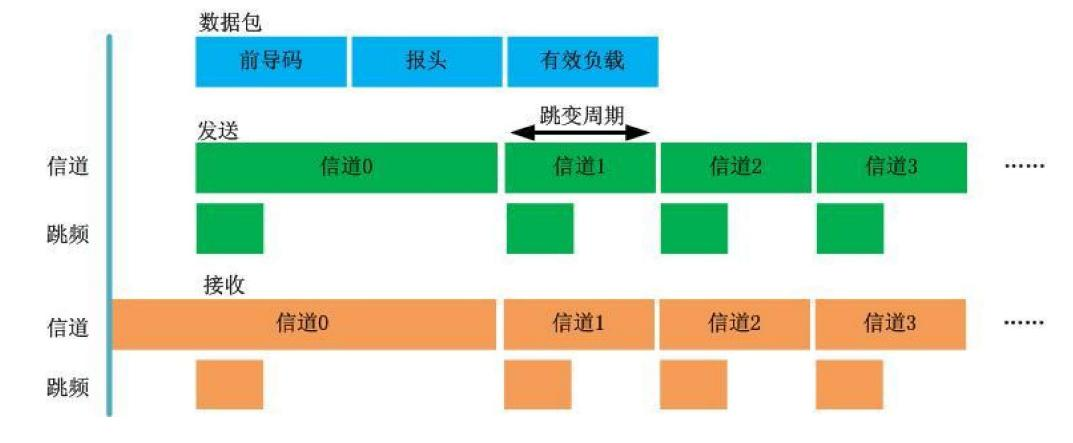 数据包
前导码 报头 有效负载
跳变周期
发送
信道 信道0 信道1 信道2 信道3 ……
跳频
接收
信道 信道0 信道1 信道2 信道3 ……
跳频